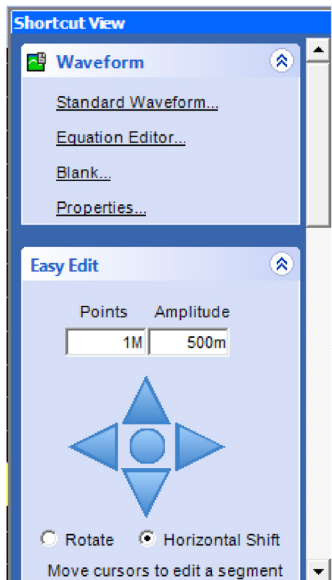 Shortcut View
Waveform
Standard Waveform...
Equation Editor...
Blank...
Properties...
Easy Edit
Points Amplitude
1M 500m
Rotate Horizontal Shift
Move cursors to edit a segment